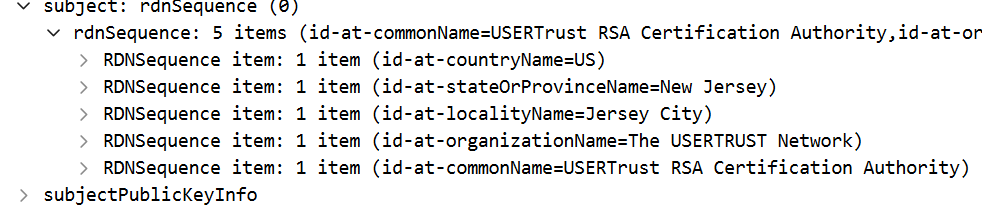 subject: rdnSequence (0)
rdnSequence: 5 items (id-at-commonName=USERTrust RSA Certification Authority,id-at-or
RDNSequence item: 1 item (id-at-countryName=US)
RDNSequence item: 1 item (id-at-stateOrProvinceName=New Jersey)
RDNSequence item: 1 item (id-at-localityName=Jersey City)
RDNSequence item: 1 item (id-at-organizationName=The USERTRUST Network)
RDNSequence item: 1 item (id-at-commonName=USERTrust RSA Certification Authority)
subjectPublicKeyInfo